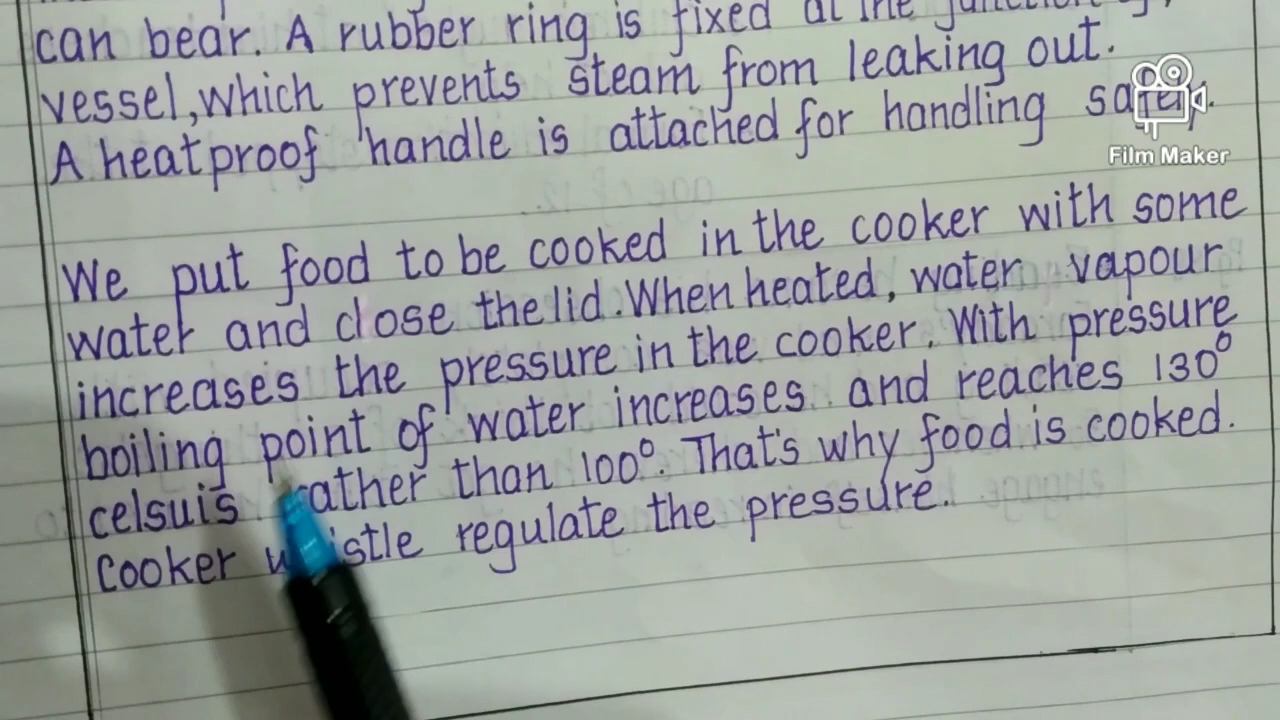 can bear. A rubber ring is fixed at the
vessel, which prevents steam from leaking out.
A heatproof handle is attached for handling
Film Maker
We put food to be cooked in the cooker with some
water and close the lid. When heated, water vapour
increases the pressure in the cooker. With pressure
boiling point of water increases and reaches 130°
celsuis rather than 100°. That's why food is cooked.
Cooker regulate the pressure.